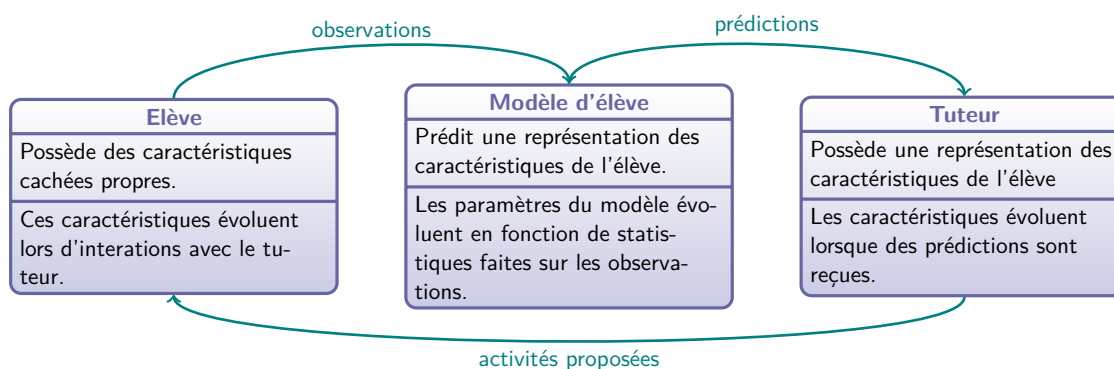 observations
prédictions
Elève
Possède des caractéristiques
cachées propres.
Ces caractéristiques évoluent
lors d'interations avec le tu-
teur.
Modèle d'élève
Prédit une représentation des
caractéristiques de l'élève.
Les paramètres du modèle évo-
luent en fonction de statis-
tiques faites sur les observa-
tions.
Tuteur
Possède une représentation des
caractéristiques de l'élève
Les caractéristiques évoluent
lorsque des prédictions sont
reçues.
activités proposées